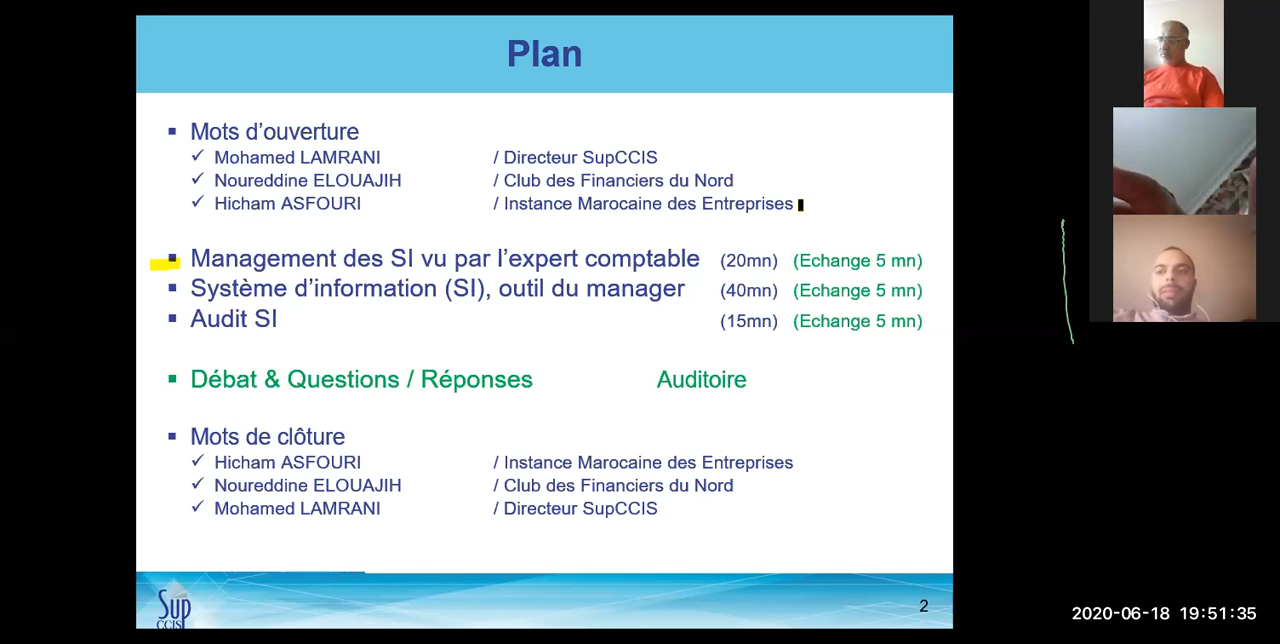 Plan
Mots d’ouverture
Mohamed LAMRANI / Directeur SupCCIS
Noureddine ELOUAJIH / Club des Financiers du Nord
Hicham ASFOURI / Instance Marocaine des Entreprises
Management des SI vu par l’expert comptable (20mn) (Echange 5 mn)
Système d’information (SI), outil du manager (40mn) (Echange 5 mn)
Audit SI (15mn) (Echange 5 mn)
Débat & Questions / Réponses Auditoire
Mots de clôture
Hicham ASFOURI / Instance Marocaine des Entreprises
Noureddine ELOUAJIH / Club des Financiers du Nord
Mohamed LAMRANI / Directeur SupCCIS
Sup
CCIS
2
2020-06-18 19:51:35